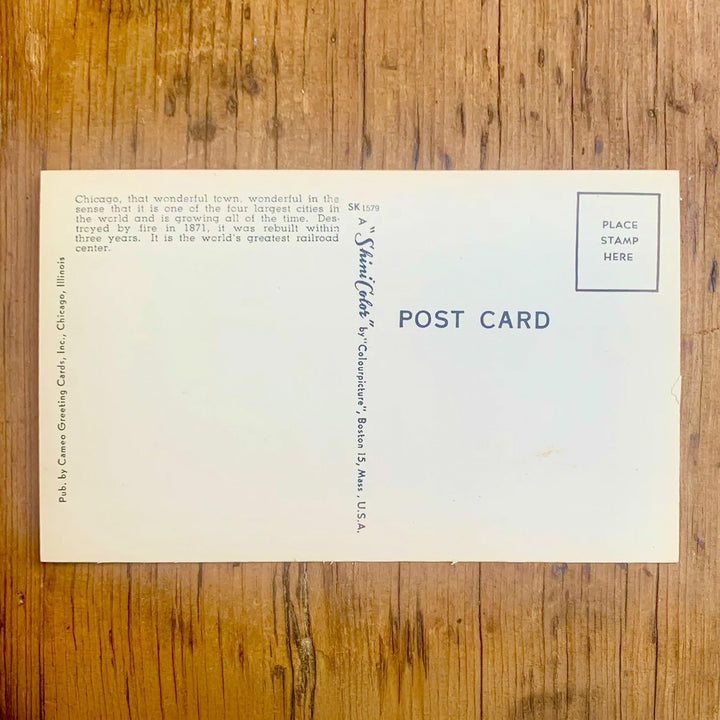 Chicago, that wonderful town, wonderful in the
sense that it is one of the four largest cities in
the world and is growing all of the time. Des-
troyed by fire in 1871, it was rebuilt within
three years. It is the world's greatest railroad
center.
Pub. by Cameo Greeting Cards, Inc., Chicago, Illinois
SK 1579
A "Shini Color" by "Colourpicture", Boston 15, Mass, U.S.A.
PLACE
STAMP
HERE
POST CARD